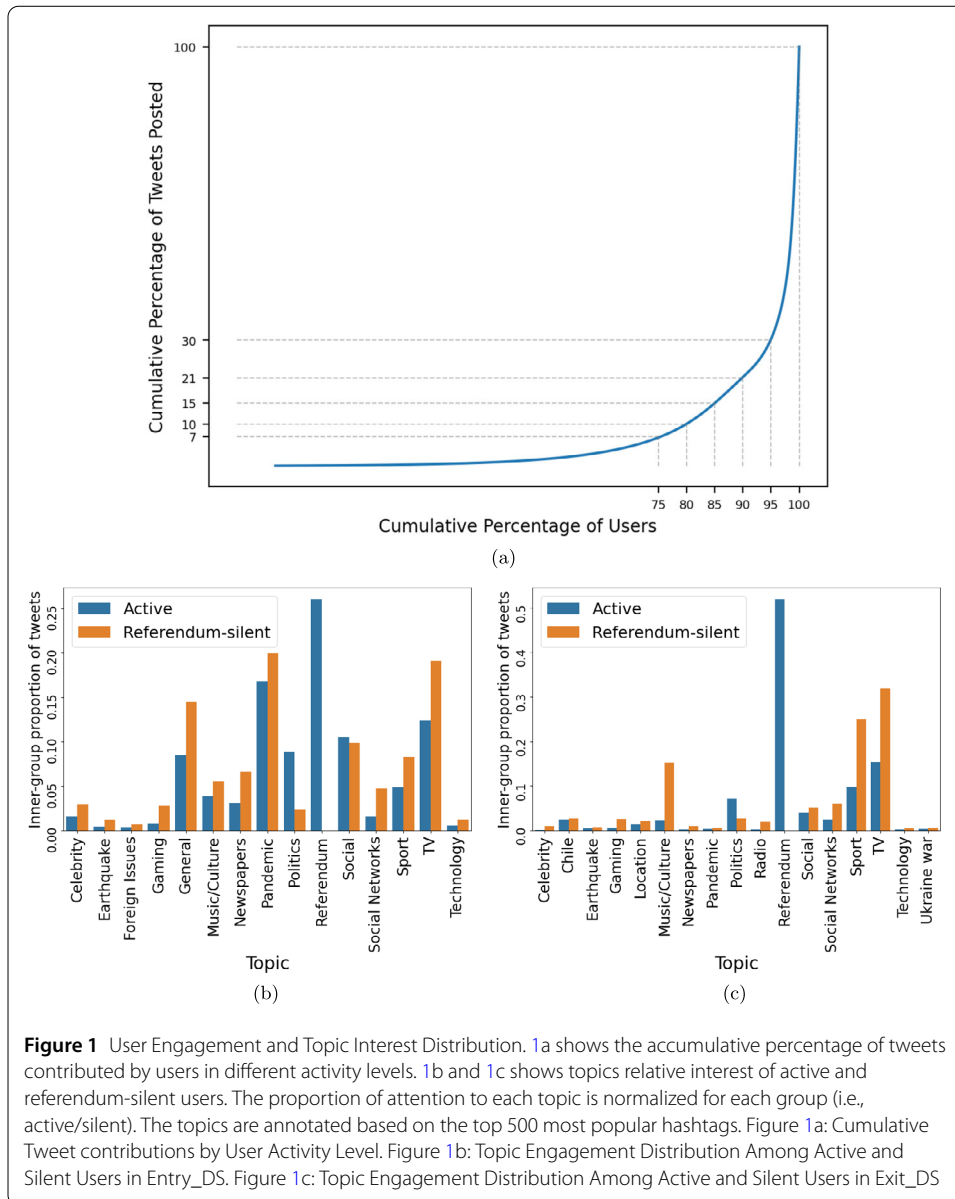 100
30
21
15
10
7
Cumulative Percentage of Tweets Posted
75 80 85 90 95 100
Cumulative Percentage of Users
(a)
Active
Referendum-silent
Inner-group proportion of tweets
0.25
0.20
0.15
0.10
0.05
0.00
Celebrity
Earthquake
Foreign Issues
Gaming
General
Music/Culture
Newspapers
Pandemic
Politics
Referendum
Social
Social Networks
Sport
TV
Technology
Topic
(b)
Active
Referendum-silent
Inner-group proportion of tweets
0.5
0.4
0.3
0.2
0.1
0.0
Celebrity
Chile
Earthquake
Gaming
Location
Music/Culture
Newspapers
Pandemic
Politics
Radio
Referendum
Social
Social Networks
Sport
TV
Technology
Ukraine war
Topic
(c)
Figure 1 User Engagement and Topic Interest Distribution. 1a shows the accumulative percentage of tweets
contributed by users in different activity levels. 1b and 1c shows topics relative interest of active and
referendum-silent users. The proportion of attention to each topic is normalized for each group (i.e.,
active/silent). The topics are annotated based on the top 500 most popular hashtags. Figure 1a: Cumulative
Tweet contributions by User Activity Level. Figure 1b: Topic Engagement Distribution Among Active and
Silent Users in Entry_DS. Figure 1c: Topic Engagement Distribution Among Active and Silent Users in Exit_DS